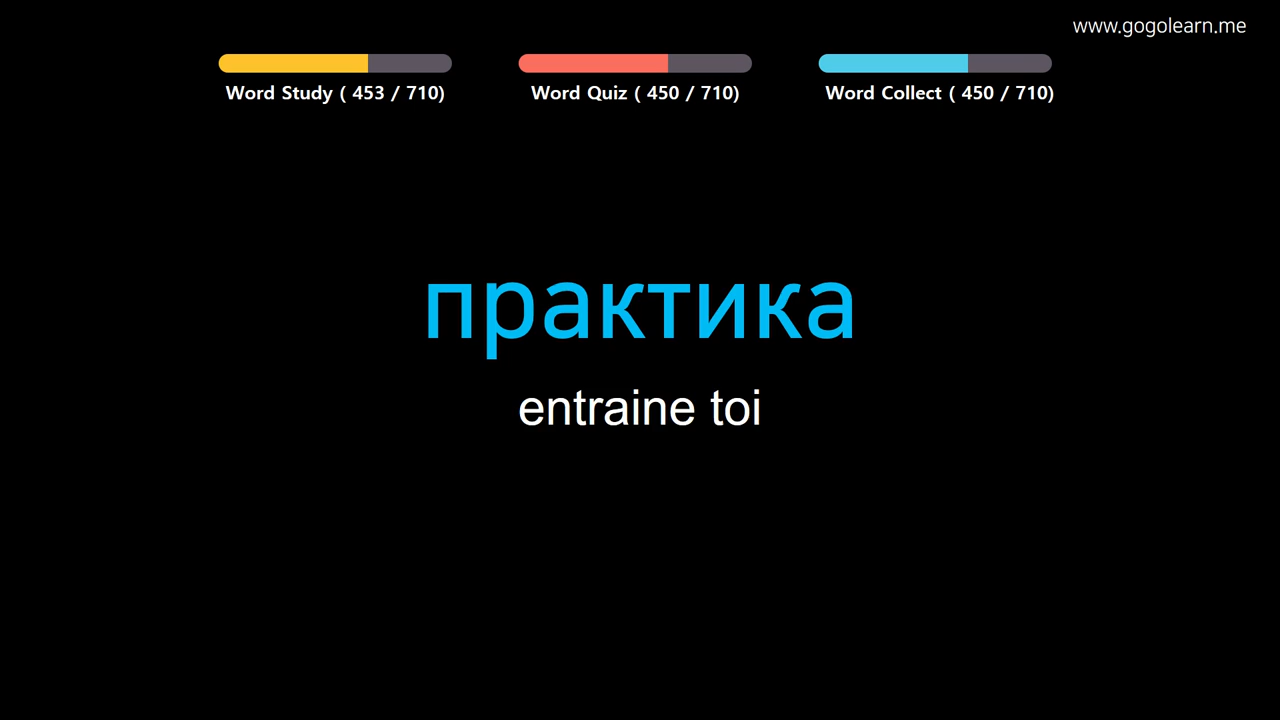 www.gogolearn.me
Word Study ( 453 / 710)
Word Quiz ( 450 / 710)
Word Collect ( 450 / 710)
практика
entraine toi